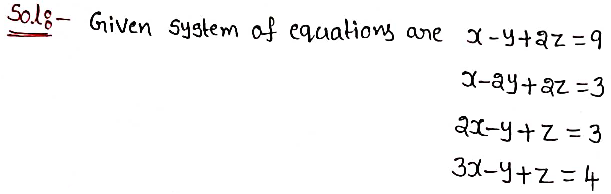 Sol:- Given system of equations are x-y+2z=9
x-2y+2z=3
2x-y+z=3
3x-y+z=4